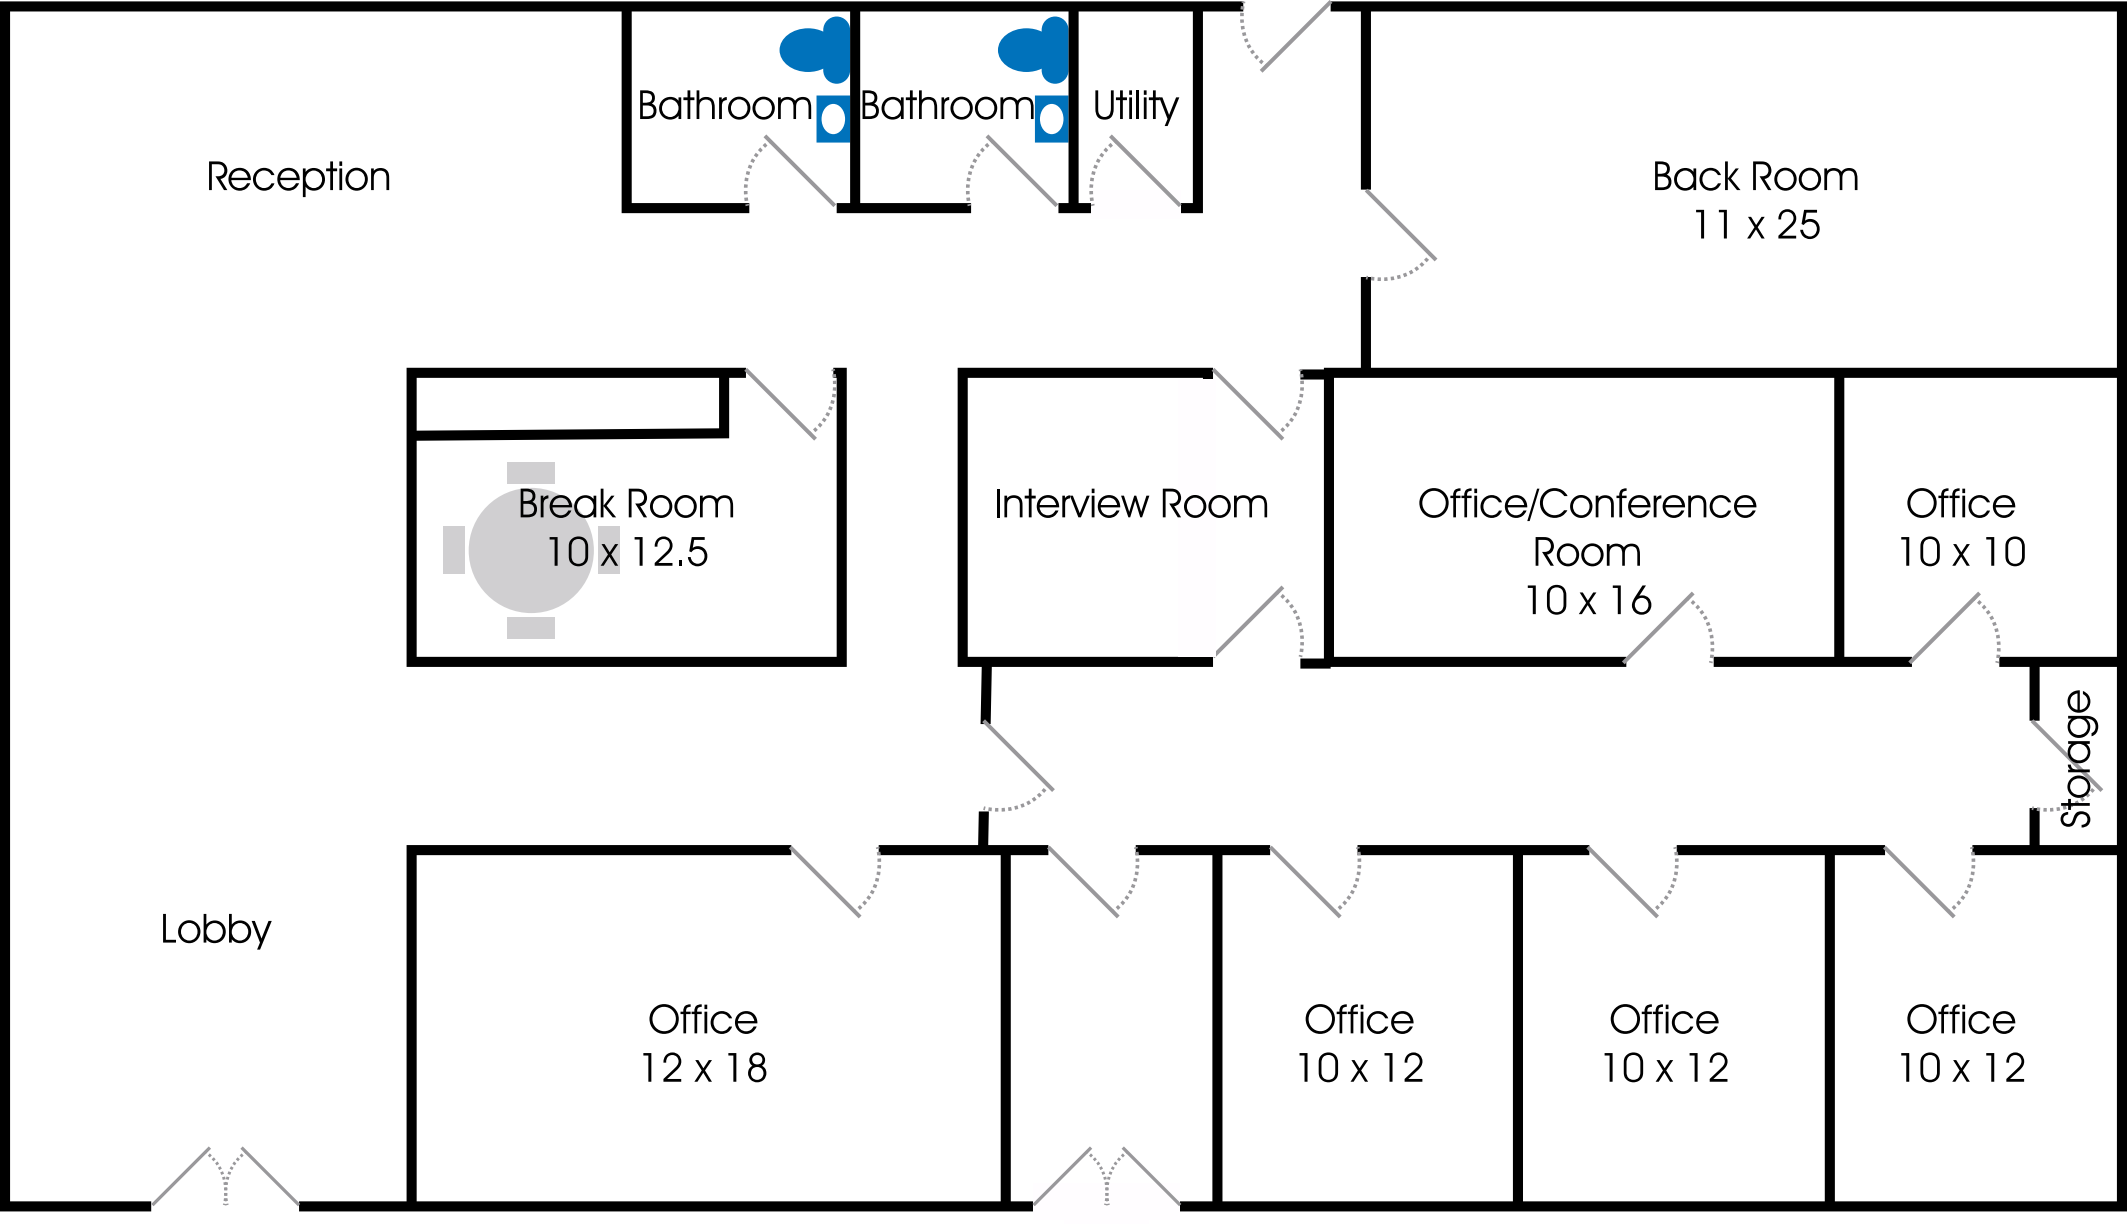 Bathroom
Bathroom
Utility
Reception
Back Room
11 x 25
Break Room
10 x 12.5
Interview Room
Office/Conference
Room
10 x 16
Office
10 x 10
Storage
Lobby
Office
12 x 18
Office
10 x 12
Office
10 x 12
Office
10 x 12